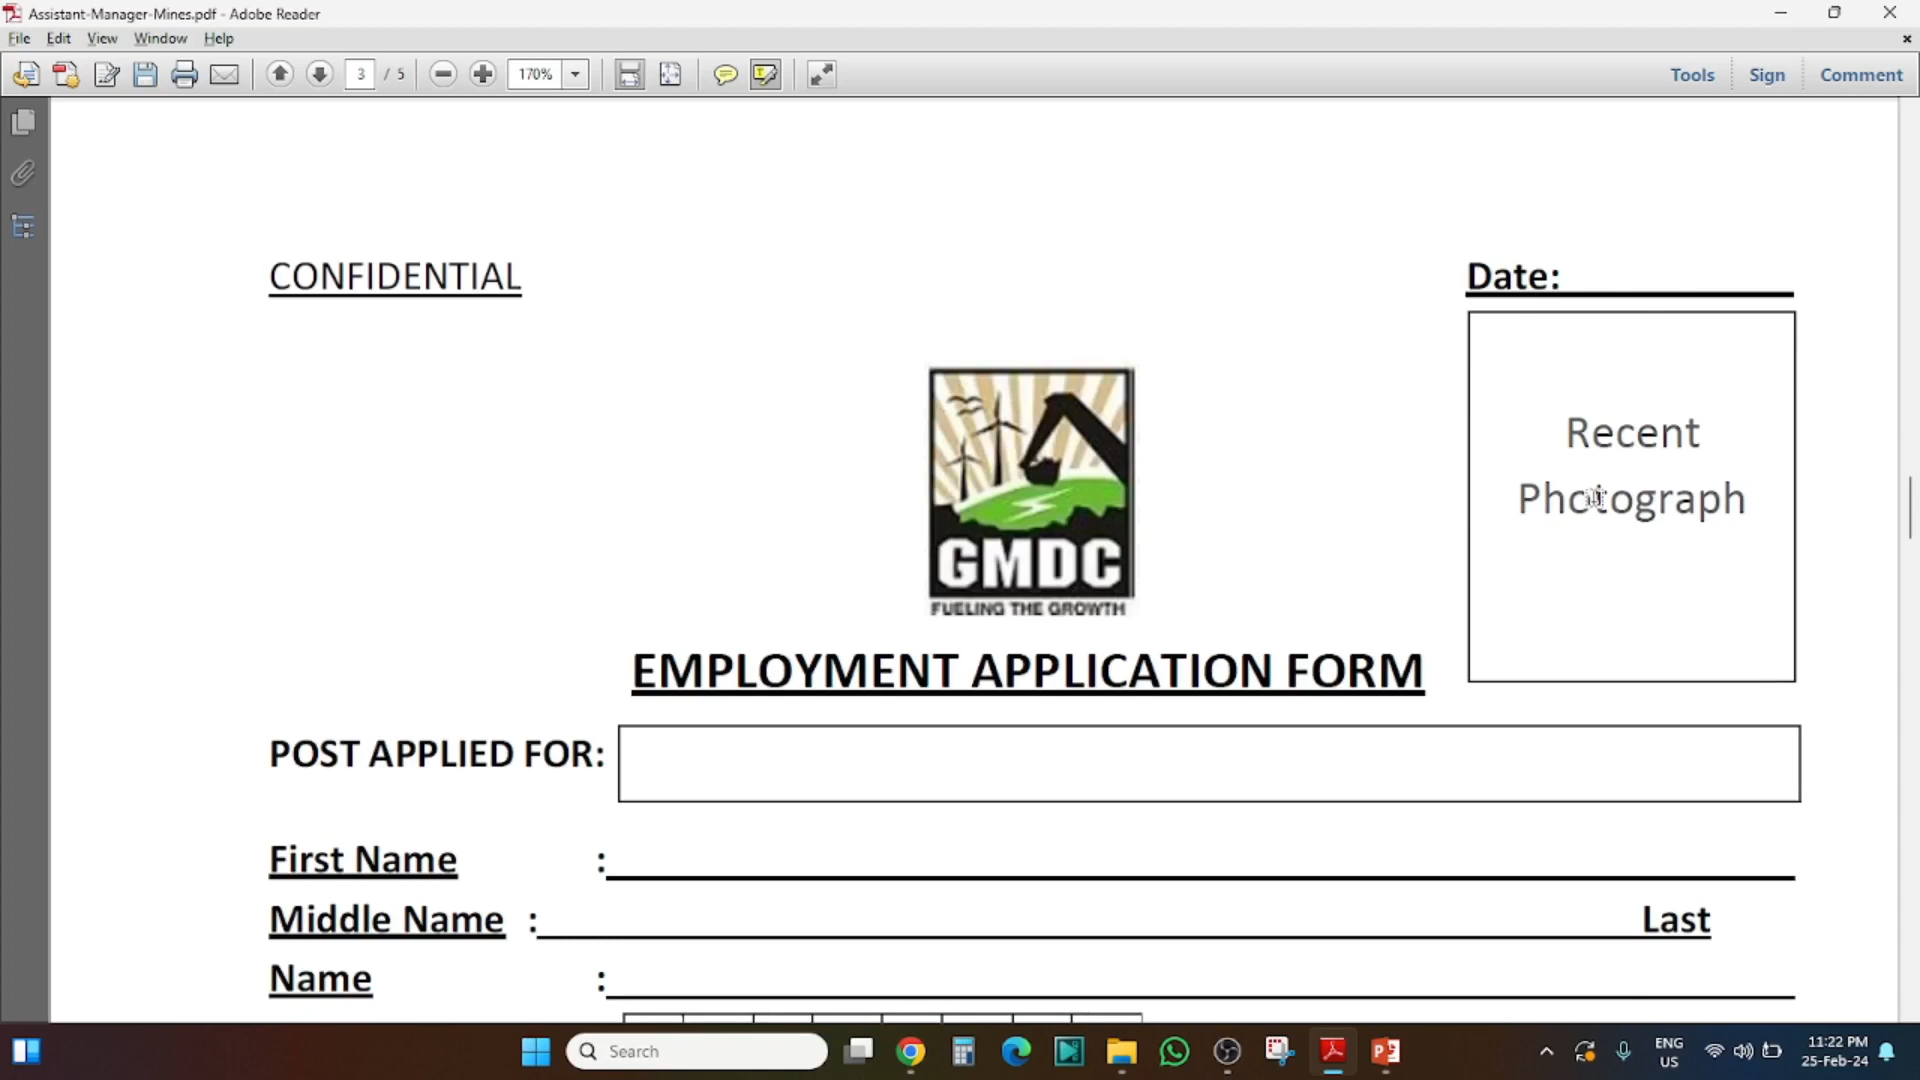 Assistant-Manager-Mines.pdf - Adobe Reader
File Edit View Window Help
3 / 5 170% Tools Sign Comment
CONFIDENTIAL Date:
Recent
Photograph
GMDC
FUELING THE GROWTH
EMPLOYMENT APPLICATION FORM
POST APPLIED FOR:
First Name :
Middle Name : Last
Name :
Search ENG 11:22 PM
US 25-Feb-24